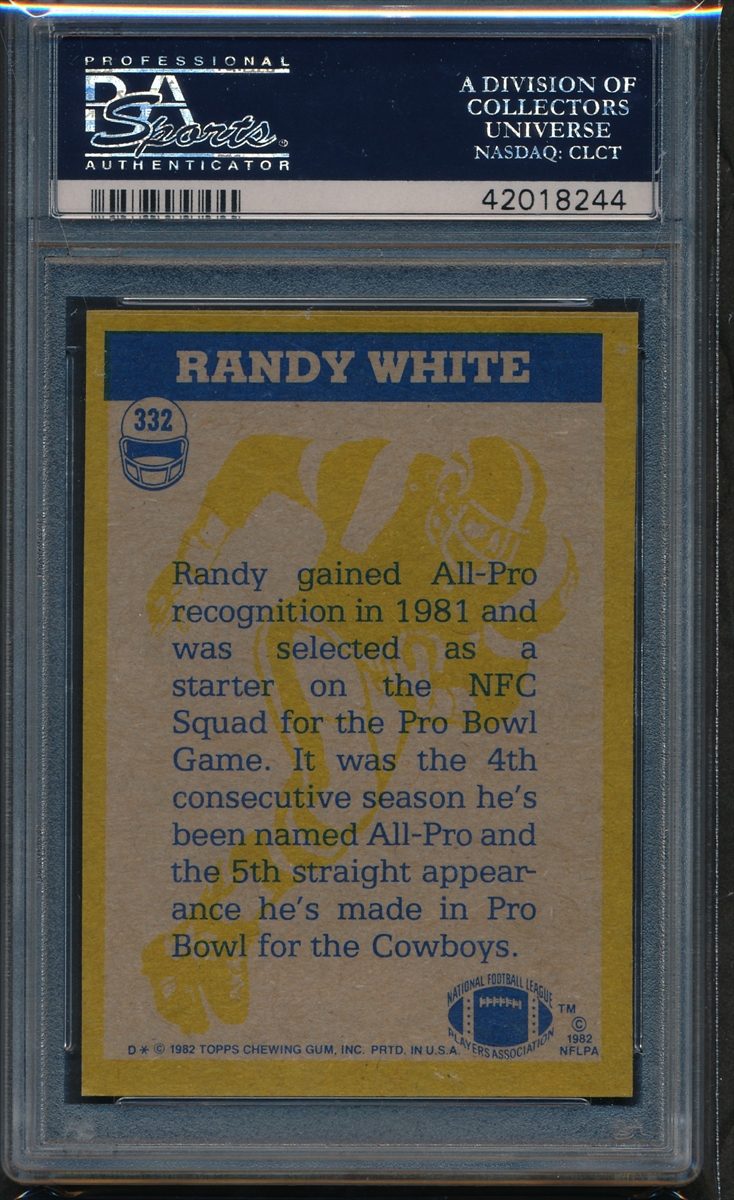 PROFESSIONAL
PSA
Sports
AUTHENTICATOR
A DIVISION OF
COLLECTORS
UNIVERSE
NASDAQ: CLCT
42018244
RANDY WHITE
332
Randy gained All-Pro
recognition in 1981 and
was selected as a
starter on the NFC
Squad for the Pro Bowl
Game. It was the 4th
consecutive season he's
been named All-Pro and
the 5th straight appear-
ance he's made in Pro
Bowl for the Cowboys.
NATIONAL FOOTBALL LEAGUE
PLAYERS ASSOCIATION
™
©
1982
NFLPA
D * © 1982 TOPPS CHEWING GUM, INC. PRTD. IN U.S.A.